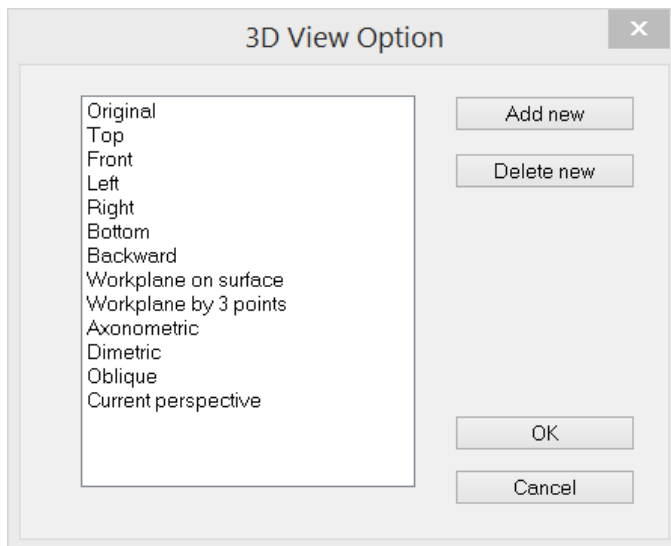 3D View Option
Original
Top
Front
Left
Right
Bottom
Backward
Workplane on surface
Workplane by 3 points
Axonometric
Dimetric
Oblique
Current perspective
Add new
Delete new
OK
Cancel